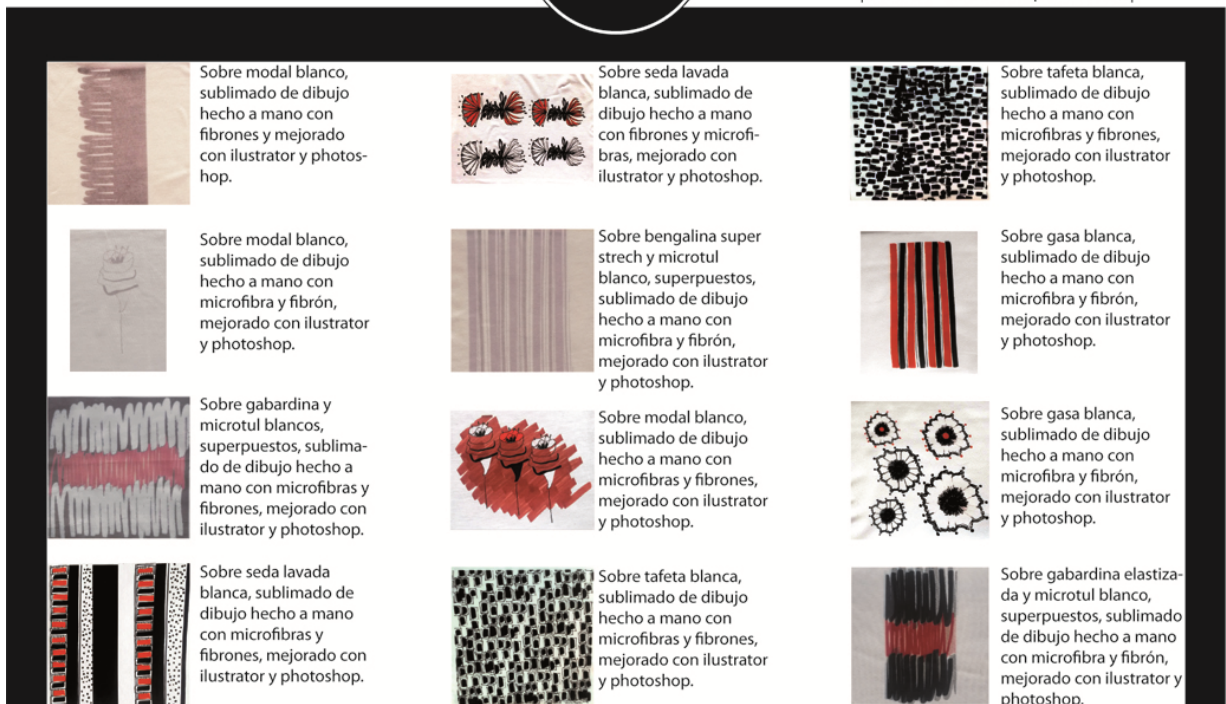 Sobre modal blanco,
sublimado de dibujo
hecho a mano con
fibrones y mejorado
con ilustrator y photos-
hop.
Sobre seda lavada
blanca, sublimado de
dibujo hecho a mano
con fibrones y microfi-
bras, mejorado con
ilustrator y photoshop.
Sobre tafeta blanca,
sublimado de dibujo
hecho a mano con
microfibras y fibrones,
mejorado con ilustrator
y photoshop.
Sobre modal blanco,
sublimado de dibujo
hecho a mano con
microfibra y fibrón,
mejorado con ilustrator
y photoshop.
Sobre bengalina super
strech y microtul
blanco, superpuestos,
sublimado de dibujo
hecho a mano con
microfibra y fibrón,
mejorado con ilustrator
y photoshop.
Sobre gasa blanca,
sublimado de dibujo
hecho a mano con
microfibra y fibrón,
mejorado con ilustrator
y photoshop.
Sobre gabardina y
microtul blancos,
superpuestos, sublima-
do de dibujo hecho a
mano con microfibras y
fibrones, mejorado con
ilustrator y photoshop.
Sobre modal blanco,
sublimado de dibujo
hecho a mano con
microfibras y fibrones,
mejorado con ilustrator
y photoshop.
Sobre gasa blanca,
sublimado de dibujo
hecho a mano con
microfibra y fibrón,
mejorado con ilustrator
y photoshop.
Sobre seda lavada
blanca, sublimado de
dibujo hecho a mano
con microfibras y
fibrones, mejorado con
ilustrator y photoshop.
Sobre tafeta blanca,
sublimado de dibujo
hecho a mano con
microfibras y fibrones,
mejorado con ilustrator
y photoshop.
Sobre gabardina elastiza-
da y microtul blanco,
superpuestos, sublimado
de dibujo hecho a mano
con microfibra y fibrón,
mejorado con ilustrator y
photoshop.